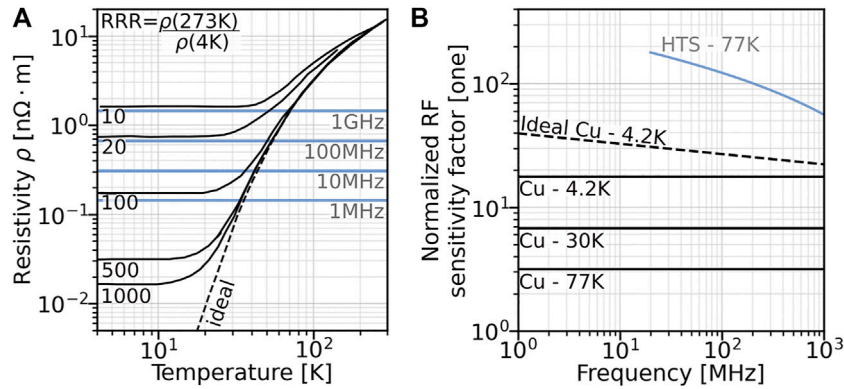 A
RRR=ρ(273K)
ρ(4K)
10
20
100
500
1000
1GHz
100MHz
10MHz
1MHz
ideal
10¹
10⁰
10⁻¹
10⁻²
Resistivity ρ [nΩ · m]
10¹
10²
Temperature [K]
B
HTS - 77K
Ideal Cu - 4.2K
Cu - 4.2K
Cu - 30K
Cu - 77K
10²
10¹
10⁰
Normalized RF
sensitivity factor [one]
10⁰
10¹
10²
10³
Frequency [MHz]